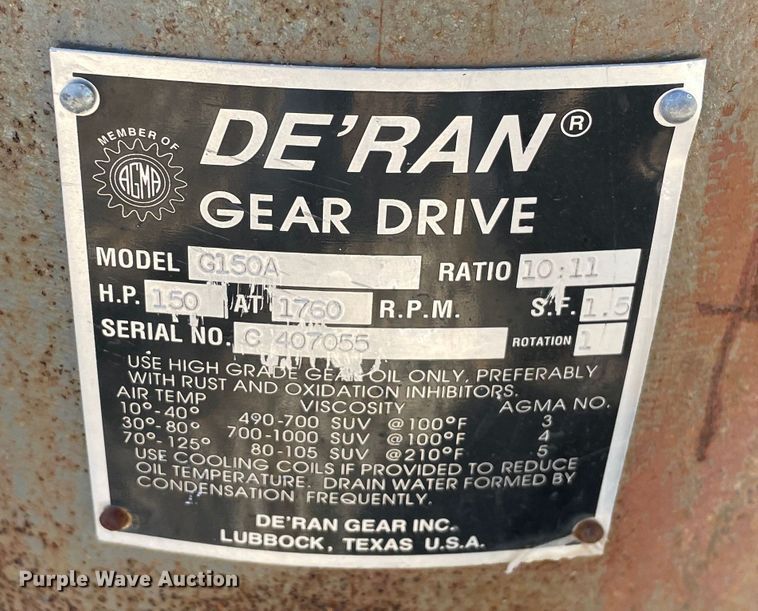 MEMBER OF
AGMA
DE'RAN®
GEAR DRIVE
MODEL G150A RATIO 10:11
H.P. 150 AT 1760 R.P.M. S.F. 1.5
SERIAL NO. G 407055 ROTATION 1
USE HIGH GRADE GEAR OIL ONLY, PREFERABLY
WITH RUST AND OXIDATION INHIBITORS.
AIR TEMP VISCOSITY AGMA NO.
10°-40° 490-700 SUV @100°F 3
30°-80° 700-1000 SUV @100°F 4
70°-125° 80-105 SUV @210°F 5
USE COOLING COILS IF PROVIDED TO REDUCE
OIL TEMPERATURE. DRAIN WATER FORMED BY
CONDENSATION FREQUENTLY.
DE'RAN GEAR INC.
LUBBOCK, TEXAS U.S.A.
Purple Wave Auction